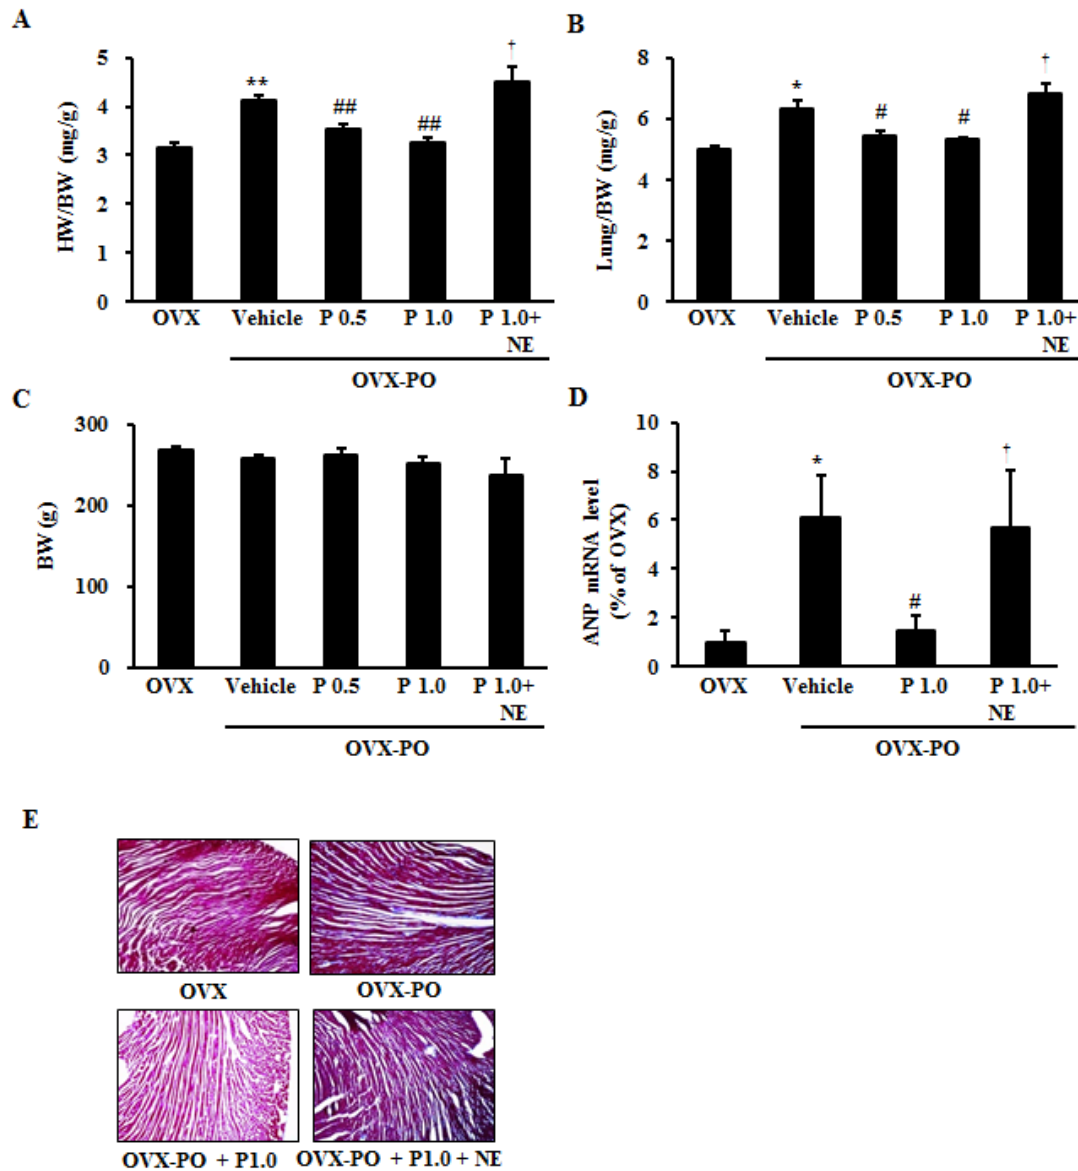 A
HW/BW (mg/g)
5
4
3
2
1
0
**
##
##
†
OVX Vehicle P 0.5 P 1.0 P 1.0+
NE
OVX-PO
B
Lung/BW (mg/g)
8
6
4
2
0
*
#
#
†
OVX Vehicle P 0.5 P 1.0 P 1.0+
NE
OVX-PO
C
BW (g)
300
200
100
0
OVX Vehicle P 0.5 P 1.0 P 1.0+
NE
OVX-PO
D
ANP mRNA level
(% of OVX)
10
8
6
4
2
0
*
#
†
OVX Vehicle P 1.0 P 1.0+
NE
OVX-PO
E
OVX OVX-PO
OVX-PO + P1.0 OVX-PO + P1.0 + NE